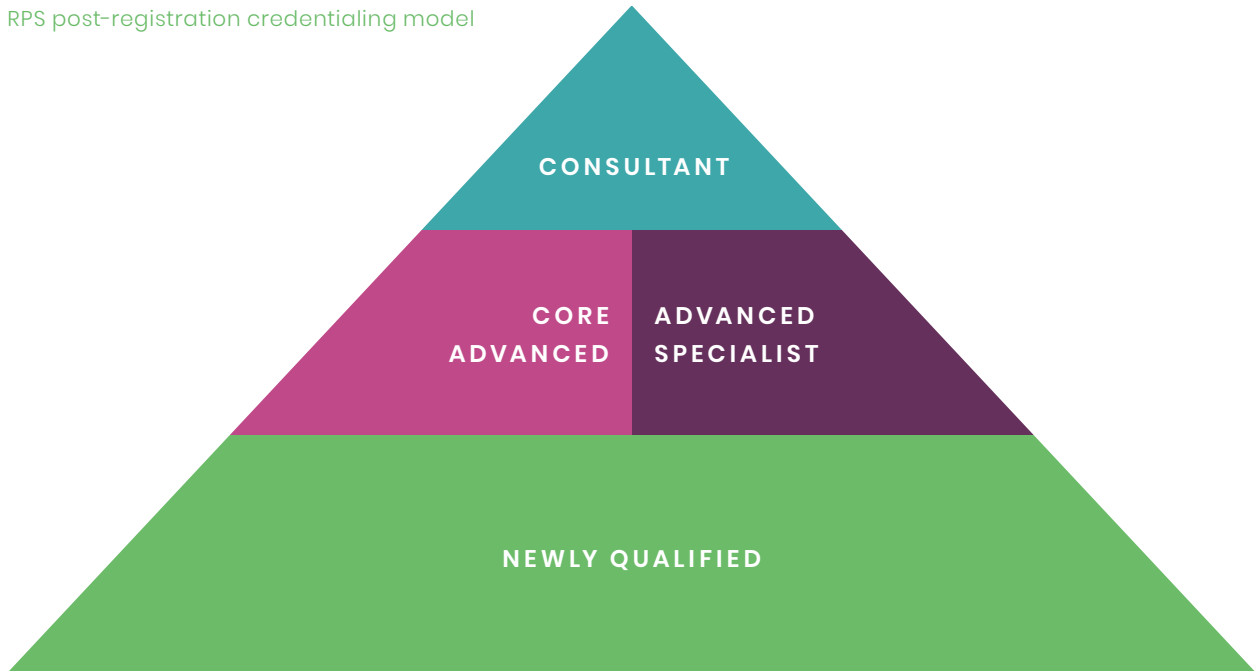 RPS post-registration credentialing model
CONSULTANT
CORE
ADVANCED
ADVANCED
SPECIALIST
NEWLY QUALIFIED